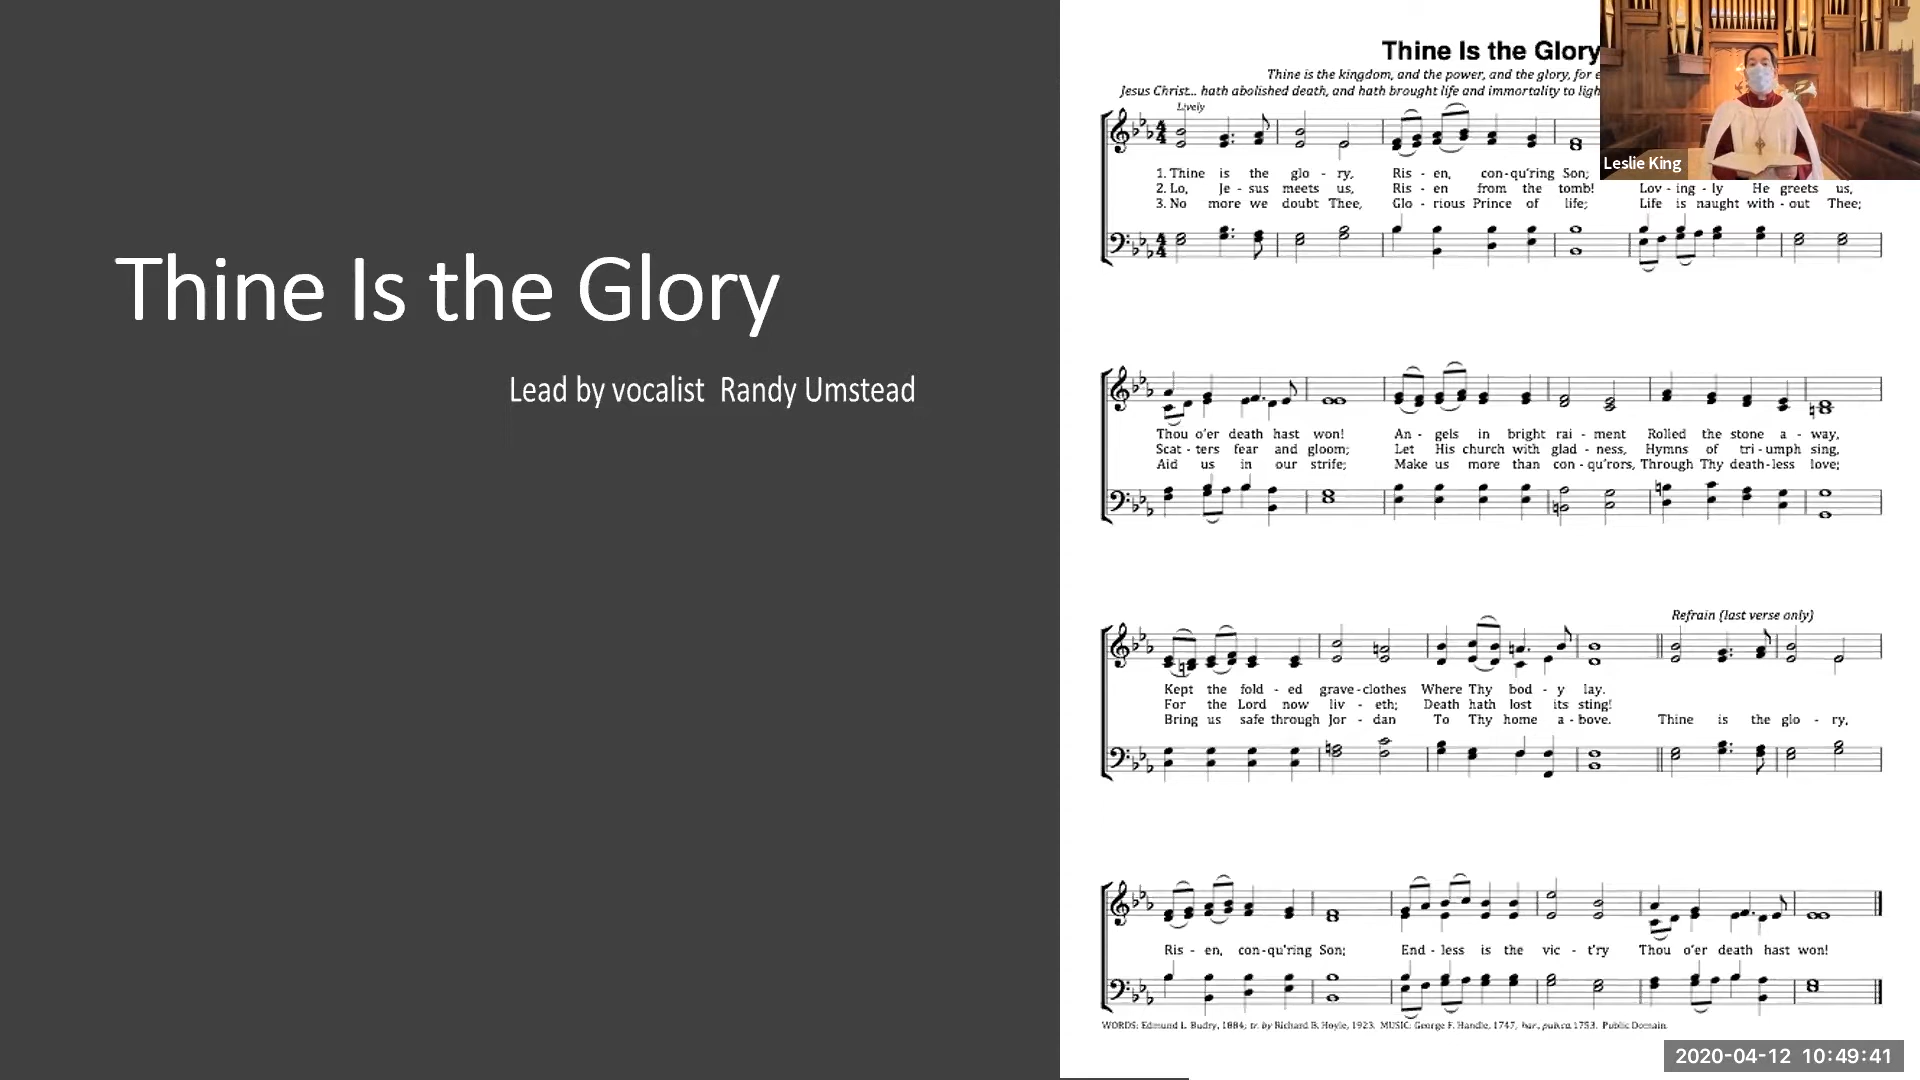 Thine Is the Glory
Lead by vocalist Randy Umstead
Thine Is the Glory
Thine is the kingdom, and the power, and the glory, for
Jesus Christ... hath abolished death, and hath brought life and immortality to ligh
Lively
Leslie King
1. Thine is the glo - ry, Ris - en, con - qu'ring Son;
2. Lo, Je - sus meets us, Ris - en from the tomb! Lov - ing - ly He greets us,
3. No more we doubt Thee, Glo - rious Prince of life; Life is naught with - out Thee;
Thou o'er death hast won! An - gels in bright rai - ment Rolled the stone a - way,
Scat - ters fear and gloom; Let His church with glad - ness, Hymns of tri - umph sing,
Aid us in our strife; Make us more than con - qu'rors, Through Thy death - less love;
Refrain (last verse only)
Kept the fold - ed grave - clothes Where Thy bod - y lay.
For the Lord now liv - eth; Death hath lost its sting!
Bring us safe through Jor - dan To Thy home a - bove. Thine is the glo - ry,
Ris - en, con - qu'ring Son; End - less is the vic - t'ry Thou o'er death hast won!
WORDS: Edmund L. Budry, 1884; tr. by Richard B. Hoyle, 1923. MUSIC: George F. Handle, 1747, 1753. Public Domain.
2020-04-12 10:49:41